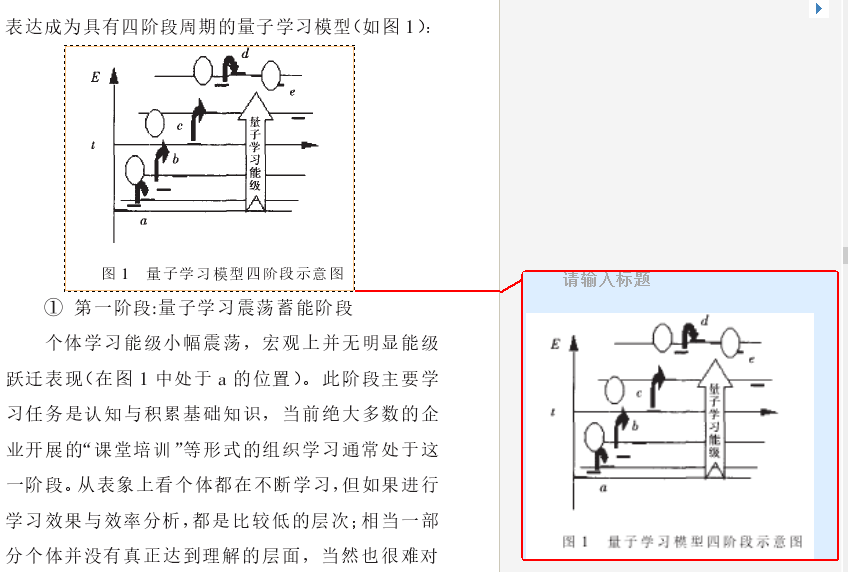 表达成为具有四阶段周期的量子学习模型(如图1):
E
d
e
c
t
b
a
量子学习能级
图1 量子学习模型四阶段示意图
① 第一阶段:量子学习震荡蓄能阶段
个体学习能级小幅震荡，宏观上并无明显能级
跃迁表现(在图1中处于a的位置)。此阶段主要学
习任务是认知与积累基础知识，当前绝大多数的企
业开展的“课堂培训”等形式的组织学习通常处于这
一阶段。从表象上看个体都在不断学习,但如果进行
学习效果与效率分析,都是比较低的层次;相当一部
分个体并没有真正达到理解的层面，当然也很难对
请输入标题
E
d
e
c
t
b
a
量子学习能级
图1 量子学习模型四阶段示意图